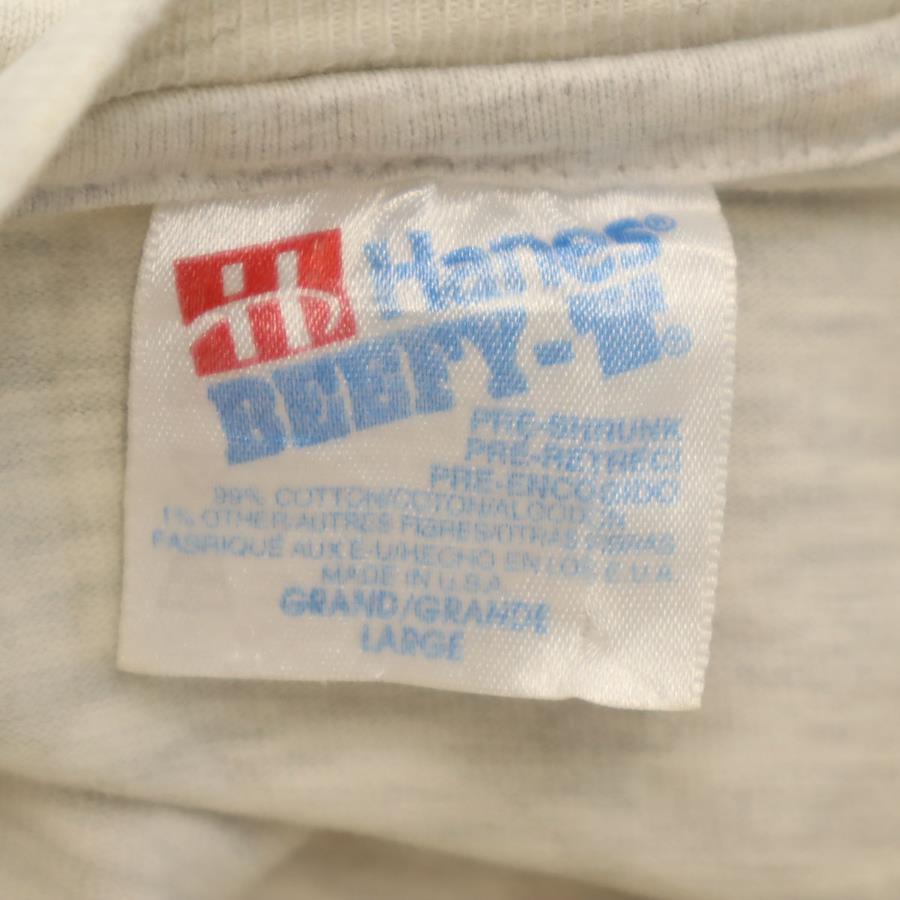 H Hanes®
BEEFY-T®
PRE-SHRUNK
PRE-RETRECI
PRE-ENCOGIDO
99% COTTON/COTON/ALGODON
1% OTHER/AUTRES FIBRES/OTRAS FIBRAS
FABRIQUÉ AUX É-U/HECHO EN LOS E.U.A.
MADE IN U.S.A.
GRAND/GRANDE
LARGE